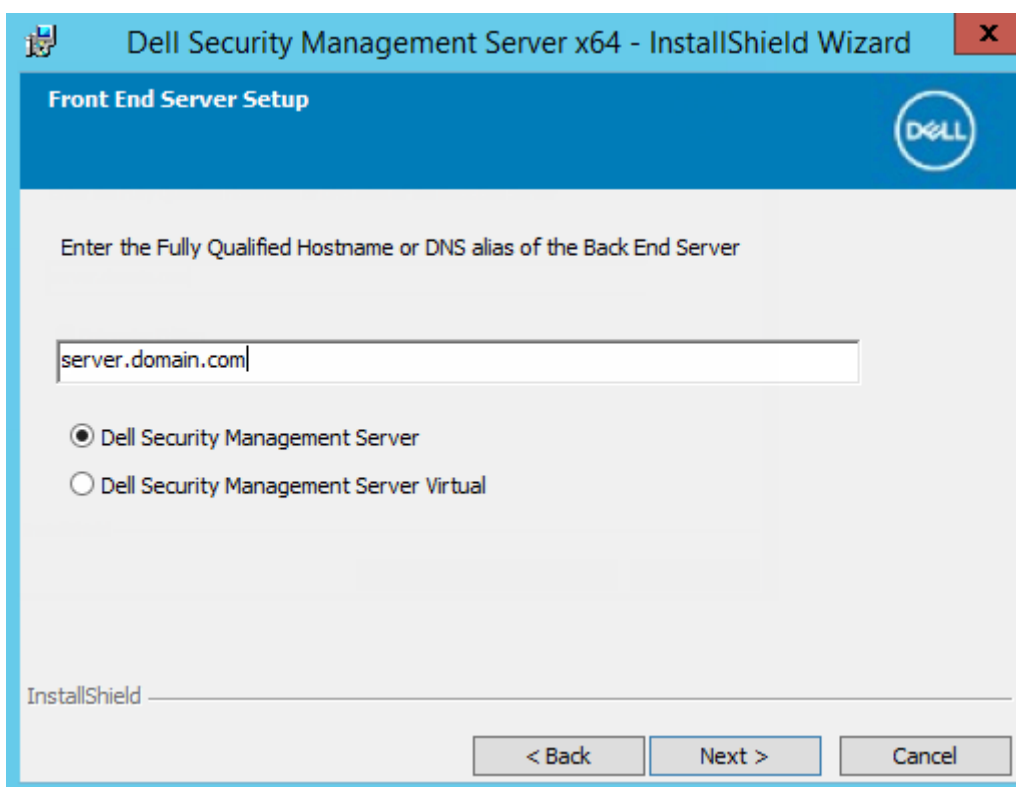 Dell Security Management Server x64 - InstallShield Wizard
x
Front End Server Setup
DELL
Enter the Fully Qualified Hostname or DNS alias of the Back End Server
server.domain.com
Dell Security Management Server
Dell Security Management Server Virtual
InstallShield
< Back
Next >
Cancel